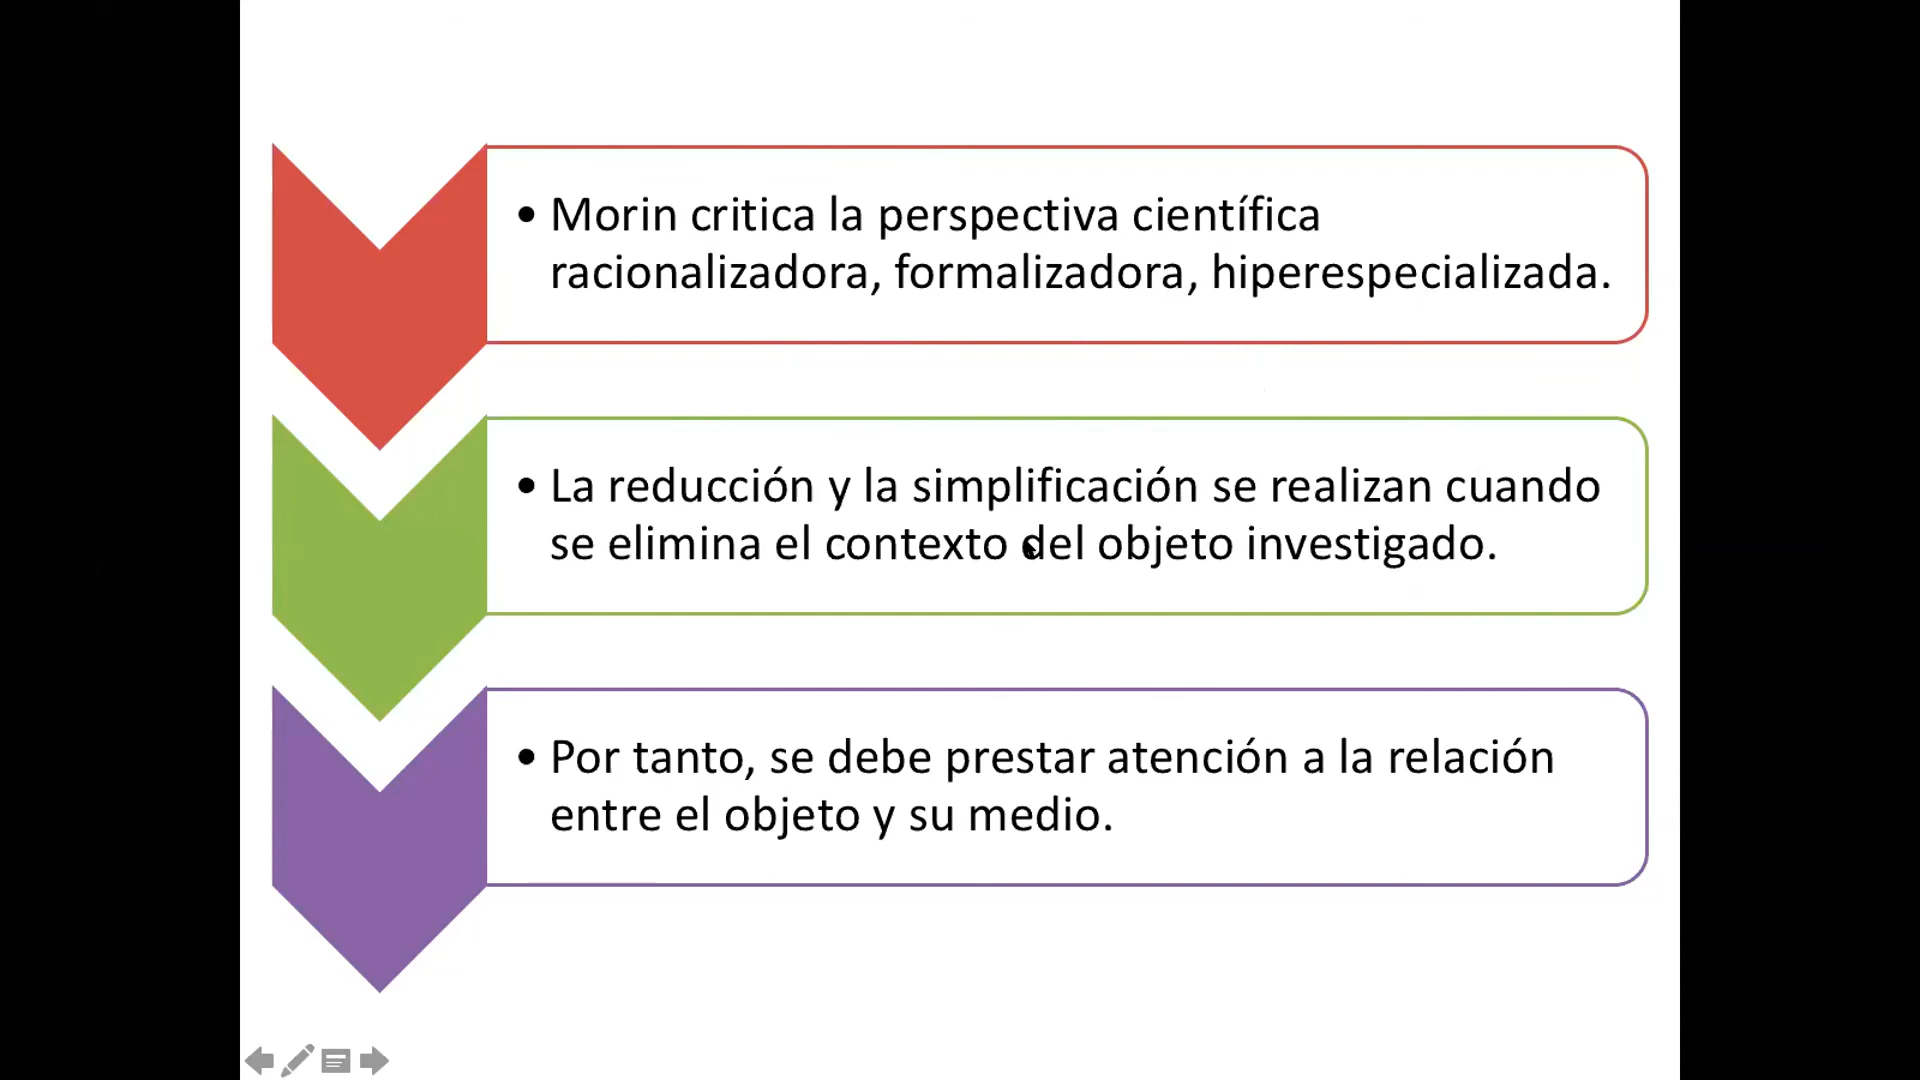 • Morin critica la perspectiva científica
racionalizadora, formalizadora, hiperespecializada.
• La reducción y la simplificación se realizan cuando
se elimina el contexto del objeto investigado.
• Por tanto, se debe prestar atención a la relación
entre el objeto y su medio.